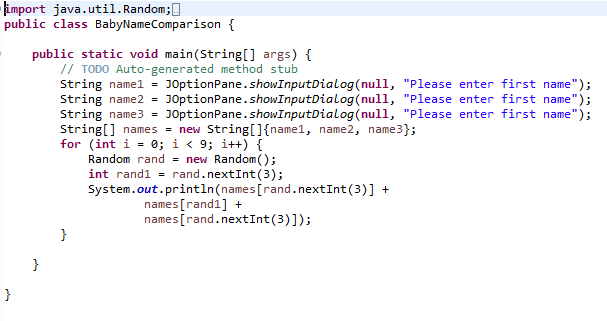 import java.util.Random;
public class BabyNameComparison {
public static void main(String[] args) {
// TODO Auto-generated method stub
String name1 = JOptionPane.showInputDialog(null, "Please enter first name");
String name2 = JOptionPane.showInputDialog(null, "Please enter first name");
String name3 = JOptionPane.showInputDialog(null, "Please enter first name");
String[] names = new String[]{name1, name2, name3};
for (int i = 0; i < 9; i++) {
Random rand = new Random();
int rand1 = rand.nextInt(3);
System.out.println(names[rand.nextInt(3)] +
names[rand1] +
names[rand.nextInt(3)]);
}
}
}